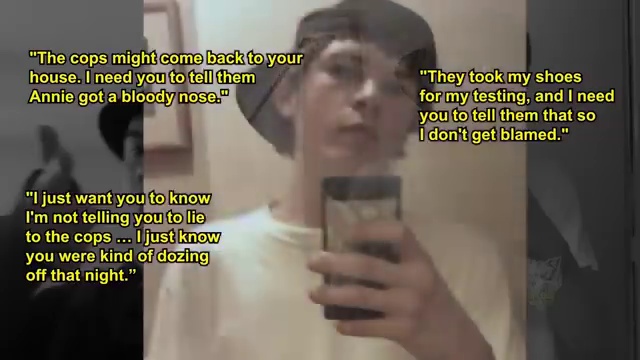 "The cops might come back to your
house. I need you to tell them
Annie got a bloody nose."
"They took my shoes
for my testing, and I need
you to tell them that so
I don't get blamed."
"I just want you to know
I'm not telling you to lie
to the cops … I just know
you were kind of dozing
off that night.”